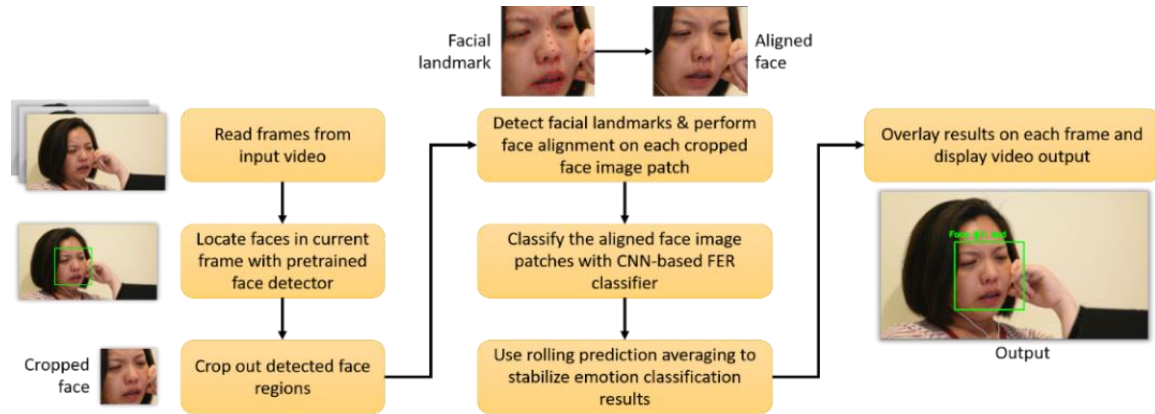 Facial
landmark
Aligned
face
Read frames from
input video
Locate faces in current
frame with pretrained
face detector
Cropped
face
Crop out detected face
regions
Detect facial landmarks & perform
face alignment on each cropped
face image patch
Classify the aligned face image
patches with CNN-based FER
classifier
Use rolling prediction averaging to
stabilize emotion classification
results
Overlay results on each frame and
display video output
Output